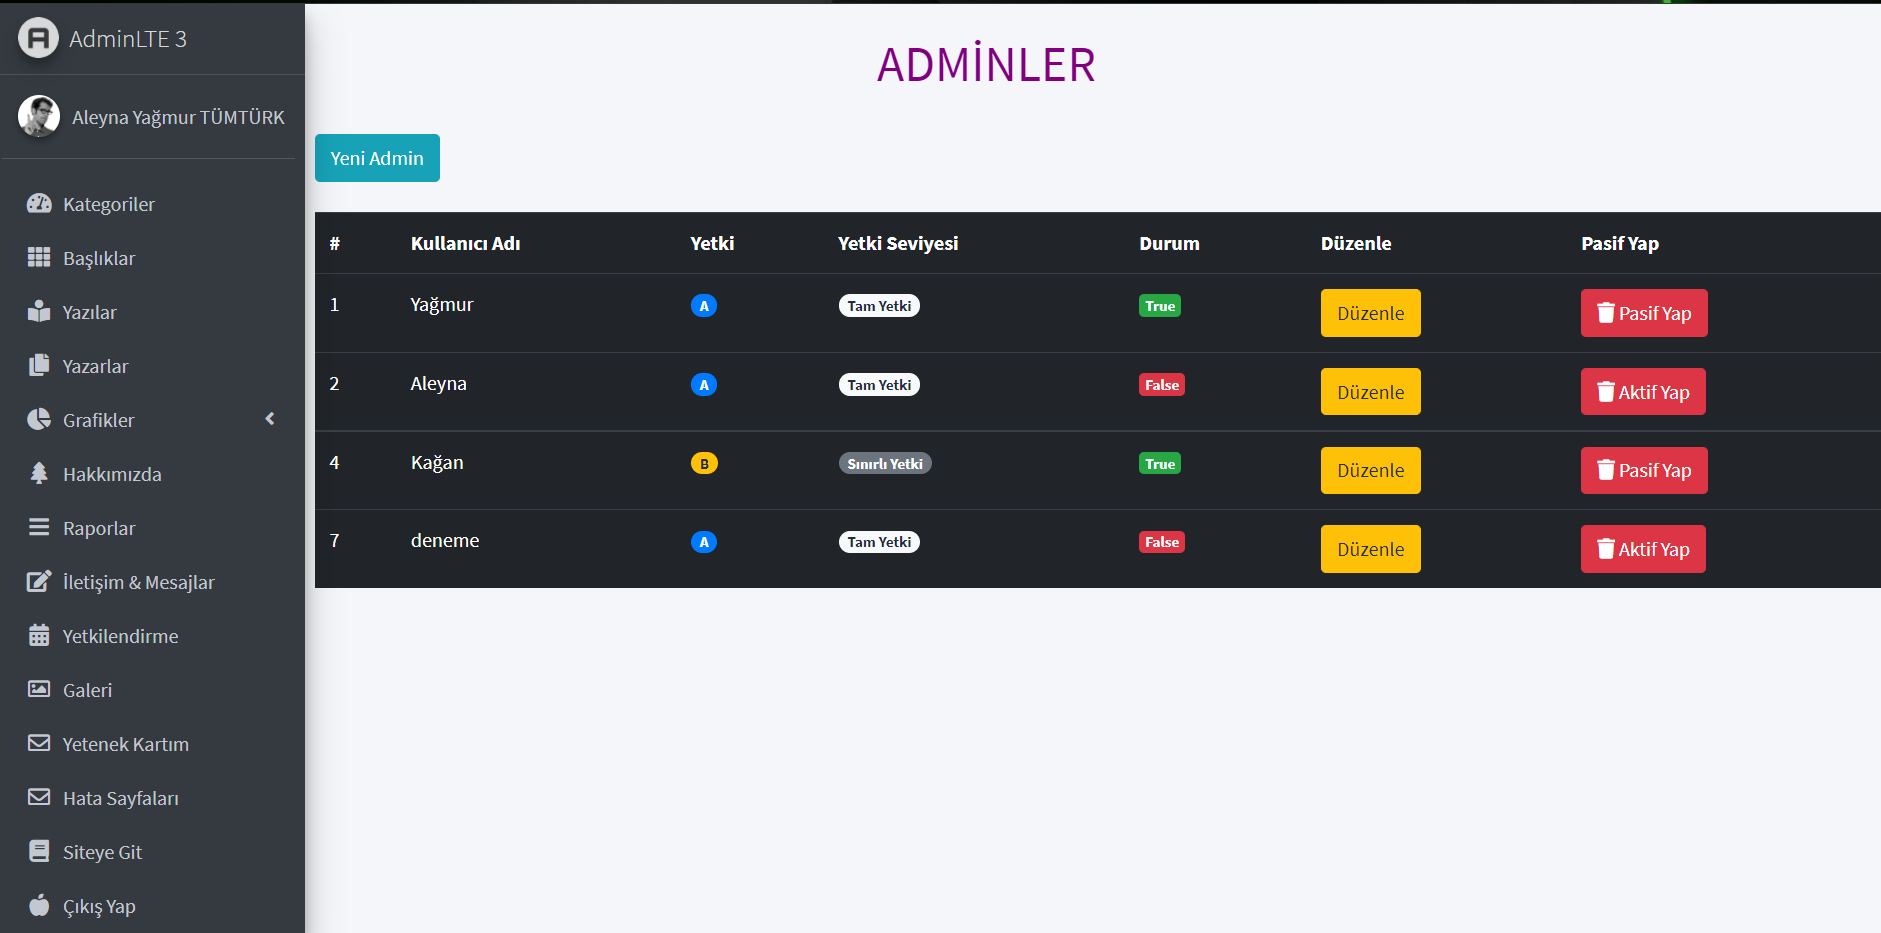 AdminLTE 3
Aleyna Yağmur TÜMTÜRK
Kategoriler
Başlıklar
Yazılar
Yazarlar
Grafikler
Hakkımızda
Raporlar
İletişim & Mesajlar
Yetkilendirme
Galeri
Yetenek Kartım
Hata Sayfaları
Siteye Git
Çıkış Yap
ADMİNLER
Yeni Admin
# Kullanıcı Adı Yetki Yetki Seviyesi Durum Düzenle Pasif Yap
1 Yağmur A Tam Yetki True Düzenle Pasif Yap
2 Aleyna A Tam Yetki False Düzenle Aktif Yap
4 Kağan B Sınırlı Yetki True Düzenle Pasif Yap
7 deneme A Tam Yetki False Düzenle Aktif Yap